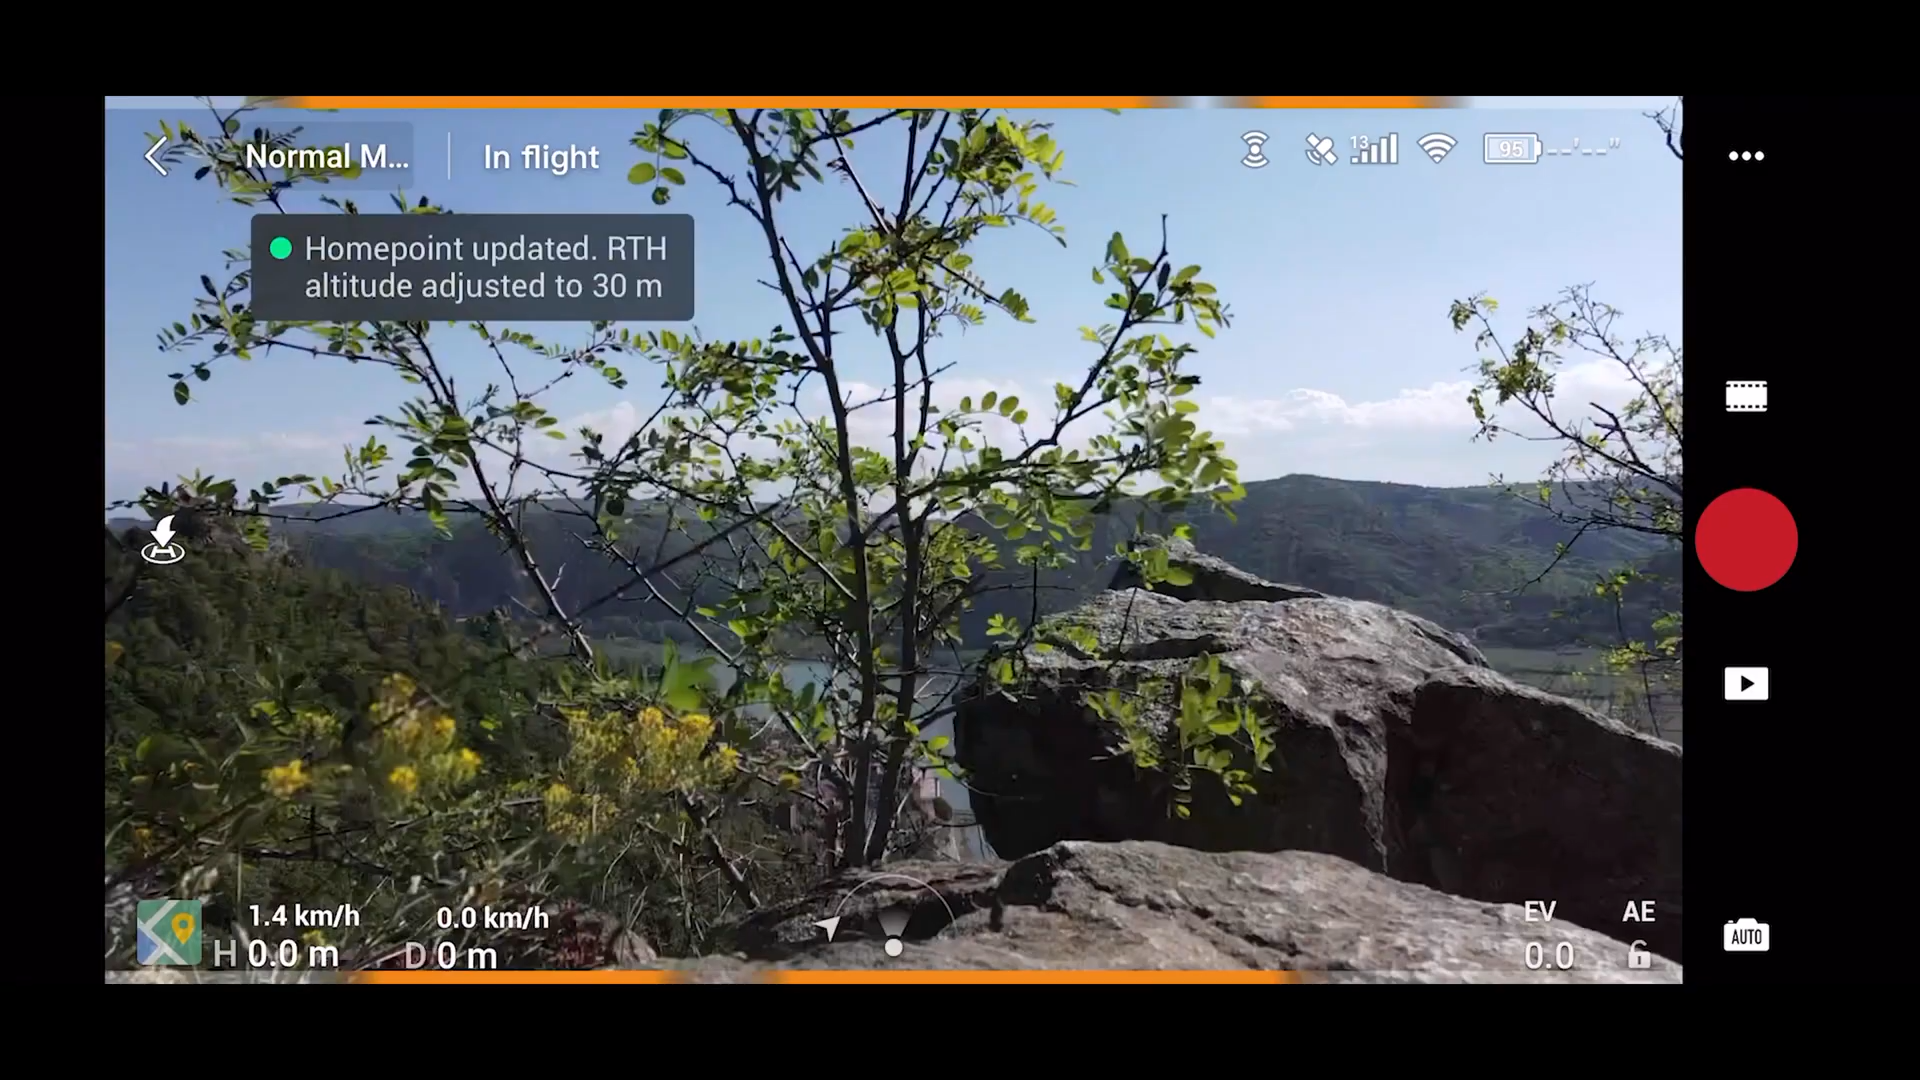 Normal M... In flight
13
95 --'--"
Homepoint updated. RTH
altitude adjusted to 30 m
1.4 km/h 0.0 km/h
H 0.0 m D 0 m
EV AE
0.0
AUTO